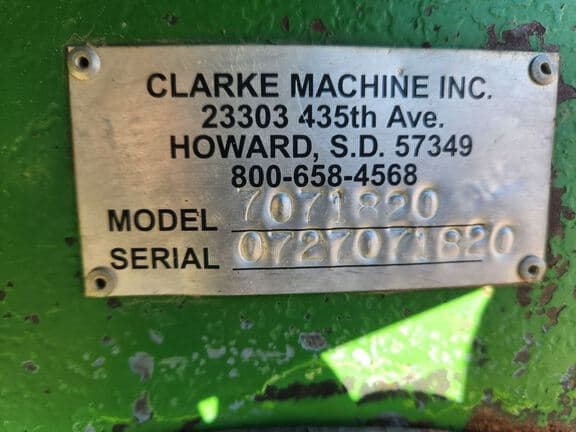 CLARKE MACHINE INC.
23303 435th Ave.
HOWARD, S.D. 57349
800-658-4568
MODEL 7071820
SERIAL 0727071820